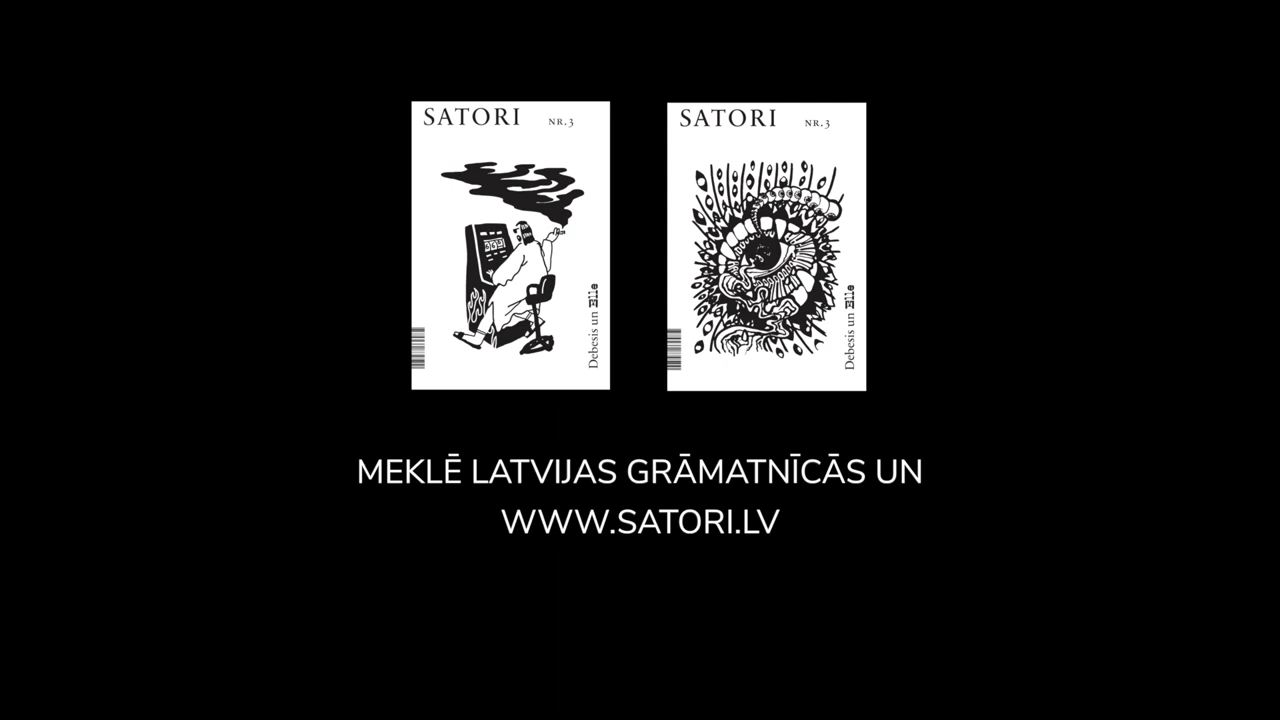 SATORI NR.3
Debesis un Elle
SATORI NR.3
Debesis un Elle
MEKLĒ LATVIJAS GRĀMATNĪCĀS UN
WWW.SATORI.LV